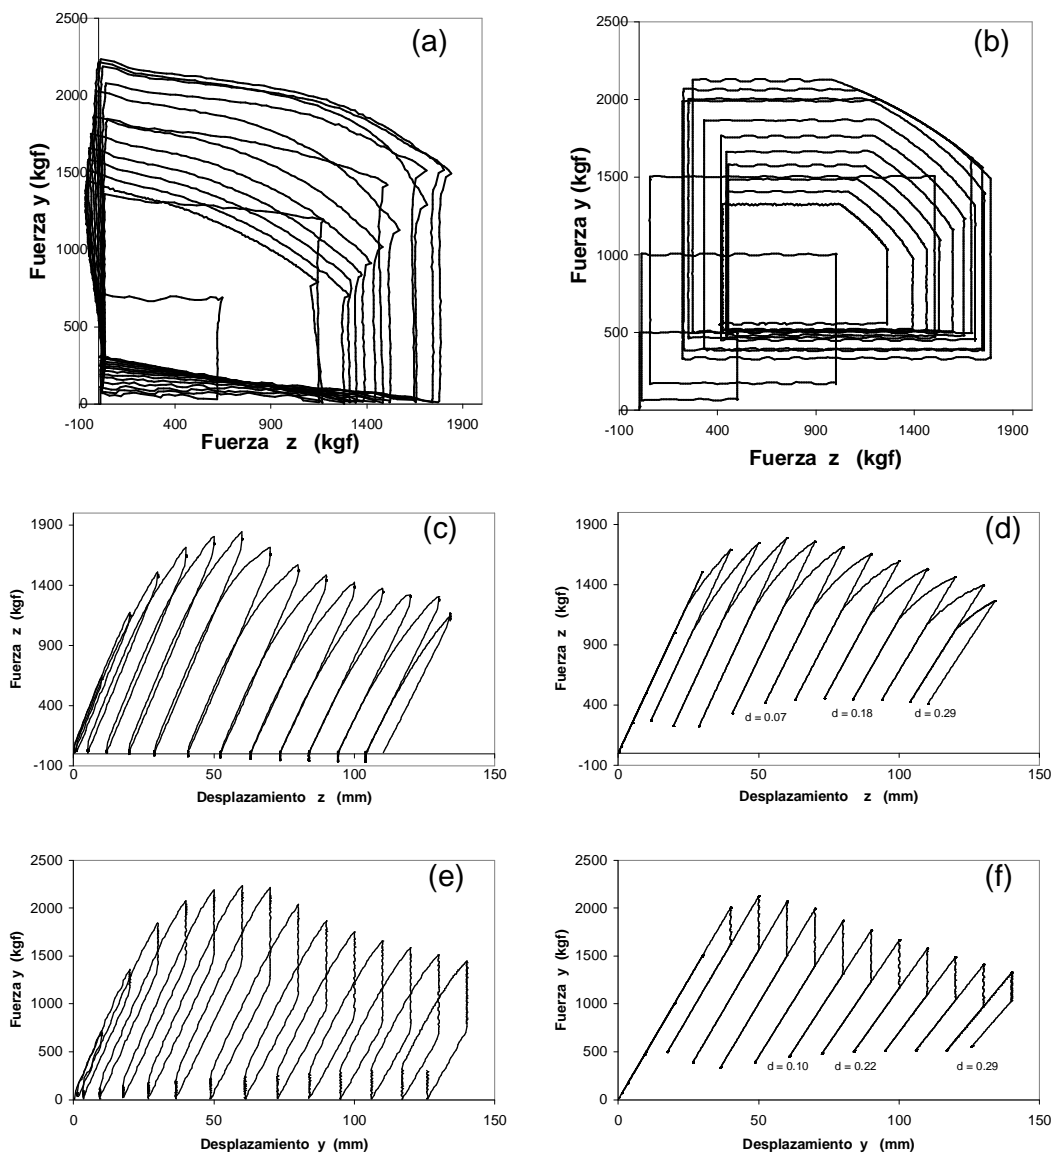 (a)
2500
2000
1500
1000
500
0
Fuerza y (kgf)
-100 400 900 1400 1900
Fuerza z (kgf)
(b)
2500
2000
1500
1000
500
0
Fuerza y (kgf)
-100 400 900 1400 1900
Fuerza z (kgf)
(c)
1900
1400
900
400
-100
Fuerza z (kgf)
0 50 100 150
Desplazamiento z (mm)
(d)
1900
1400
900
400
-100
Fuerza z (kgf)
d = 0.07 d = 0.18 d = 0.29
0 50 100 150
Desplazamiento z (mm)
(e)
2500
2000
1500
1000
500
0
Fuerza y (kgf)
0 50 100 150
Desplazamiento y (mm)
(f)
2500
2000
1500
1000
500
0
Fuerza y (kgf)
d = 0.10 d = 0.22 d = 0.29
0 50 100 150
Desplazamiento y (mm)